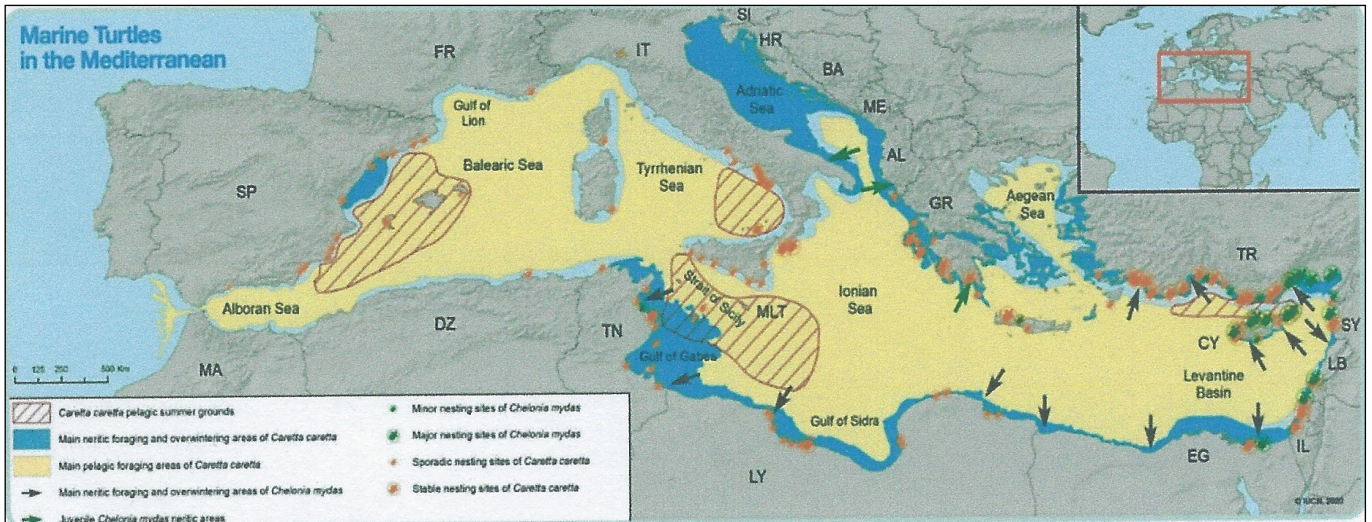 Marine Turtles
in the Mediterranean
SI
HR
FR
IT
BA
Adriatic
Sea
ME
Gulf of
Lion
AL
Balearic Sea
Tyrrhenian
Sea
SP
GR
Aegean
Sea
TR
Strait of Sicily
MLT
Ionian
Sea
Alboran Sea
DZ
TN
CY
SY
LB
Gulf of Gabes
MA
Levantine
Basin
0 125 250 500 Km
Gulf of Sidra
LY
EG
IL
Caretta caretta pelagic summer grounds
Main neritic foraging and overwintering areas of Caretta caretta
Main pelagic foraging areas of Caretta caretta
Main neritic foraging and overwintering areas of Chelonia mydas
Juvenile Chelonia mydas neritic areas
Minor nesting sites of Chelonia mydas
Major nesting sites of Chelonia mydas
Sporadic nesting sites of Caretta caretta
Stable nesting sites of Caretta caretta
© IUCN, 2020